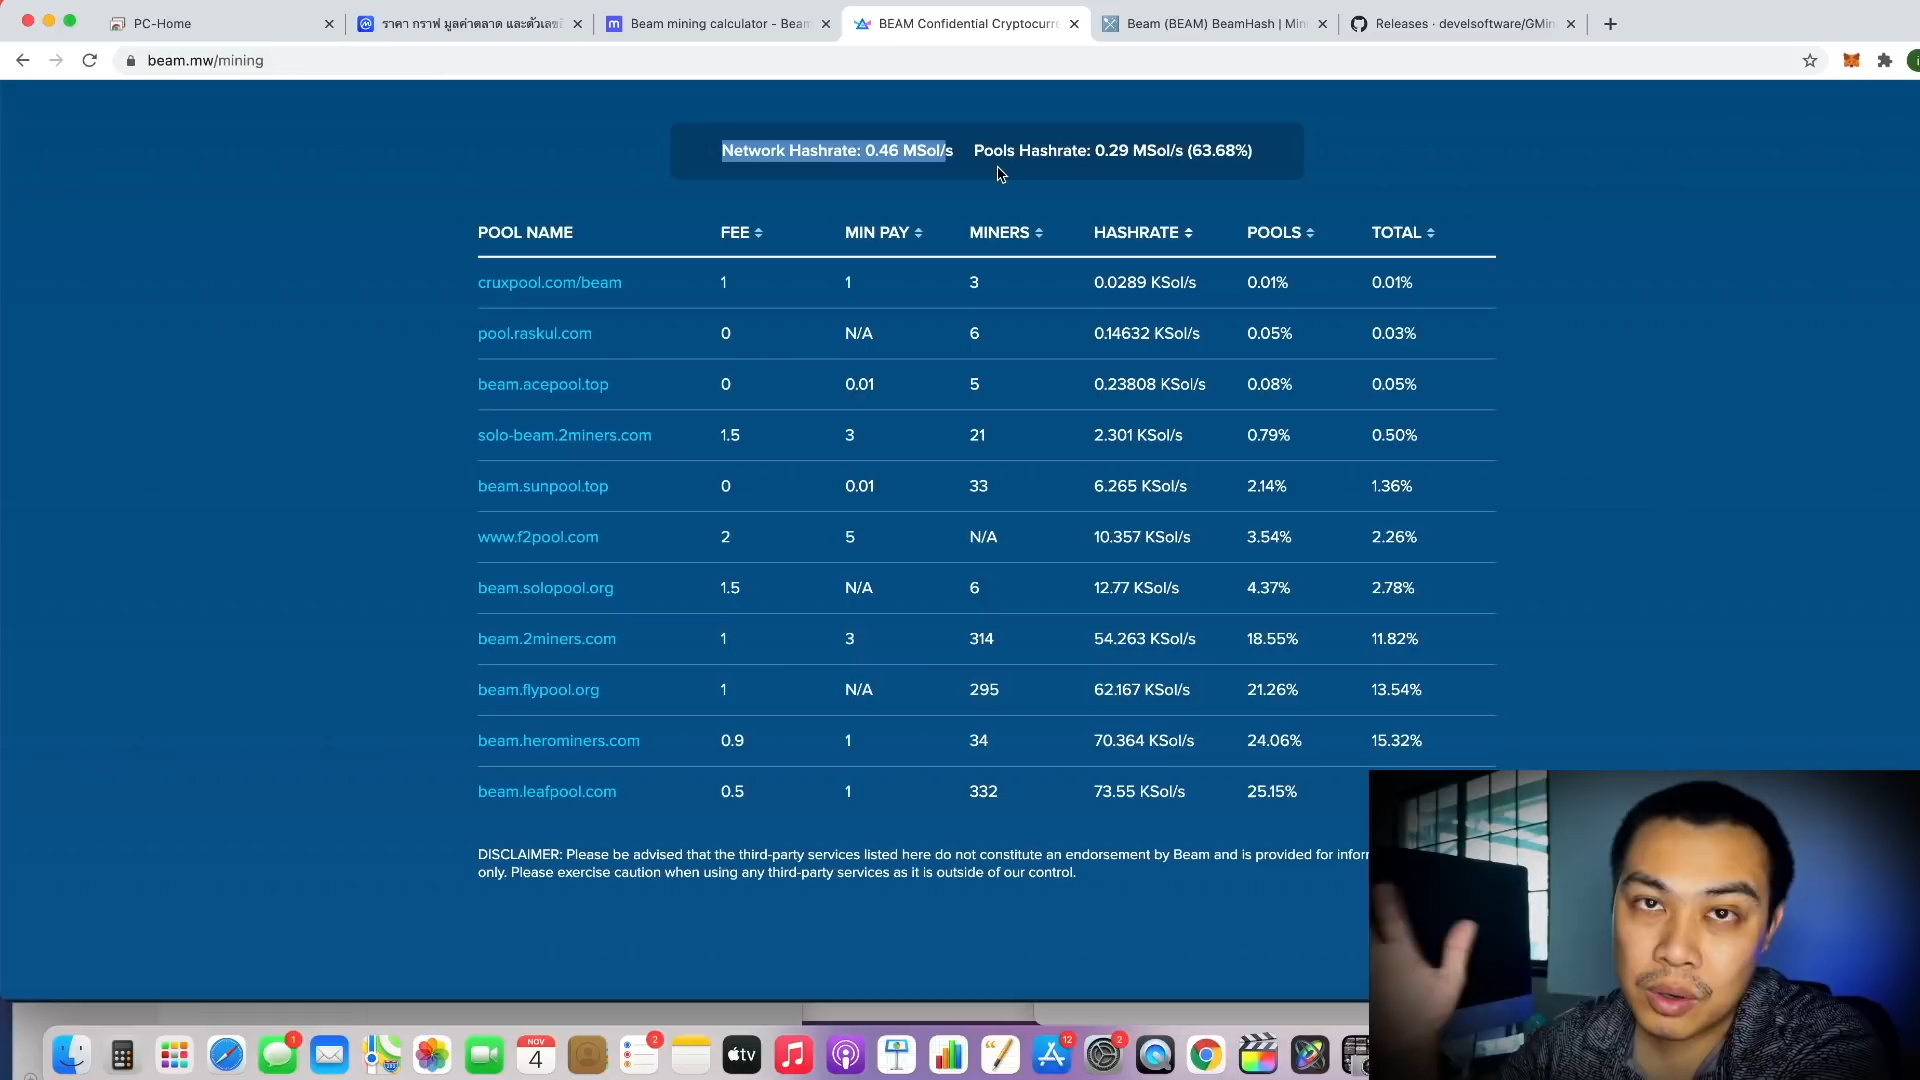 PC-Home
ราคา กราฟ มูลค่าตลาด และตัวเลข
Beam mining calculator - Beam
BEAM Confidential Cryptocurre
Beam (BEAM) BeamHash | Min
Releases · develsoftware/GMin
beam.mw/mining
Network Hashrate: 0.46 MSol/s Pools Hashrate: 0.29 MSol/s (63.68%)
POOL NAME FEE MIN PAY MINERS HASHRATE POOLS TOTAL
cruxpool.com/beam 1 1 3 0.0289 KSol/s 0.01% 0.01%
pool.raskul.com 0 N/A 6 0.14632 KSol/s 0.05% 0.03%
beam.acepool.top 0 0.01 5 0.23808 KSol/s 0.08% 0.05%
solo-beam.2miners.com 1.5 3 21 2.301 KSol/s 0.79% 0.50%
beam.sunpool.top 0 0.01 33 6.265 KSol/s 2.14% 1.36%
www.f2pool.com 2 5 N/A 10.357 KSol/s 3.54% 2.26%
beam.solopool.org 1.5 N/A 6 12.77 KSol/s 4.37% 2.78%
beam.2miners.com 1 3 314 54.263 KSol/s 18.55% 11.82%
beam.flypool.org 1 N/A 295 62.167 KSol/s 21.26% 13.54%
beam.herominers.com 0.9 1 34 70.364 KSol/s 24.06% 15.32%
beam.leafpool.com 0.5 1 332 73.55 KSol/s 25.15%
DISCLAIMER: Please be advised that the third-party services listed here do not constitute an endorsement by Beam and is provided for infor
only. Please exercise caution when using any third-party services as it is outside of our control.
1
NOV
4
2
tv
12
2